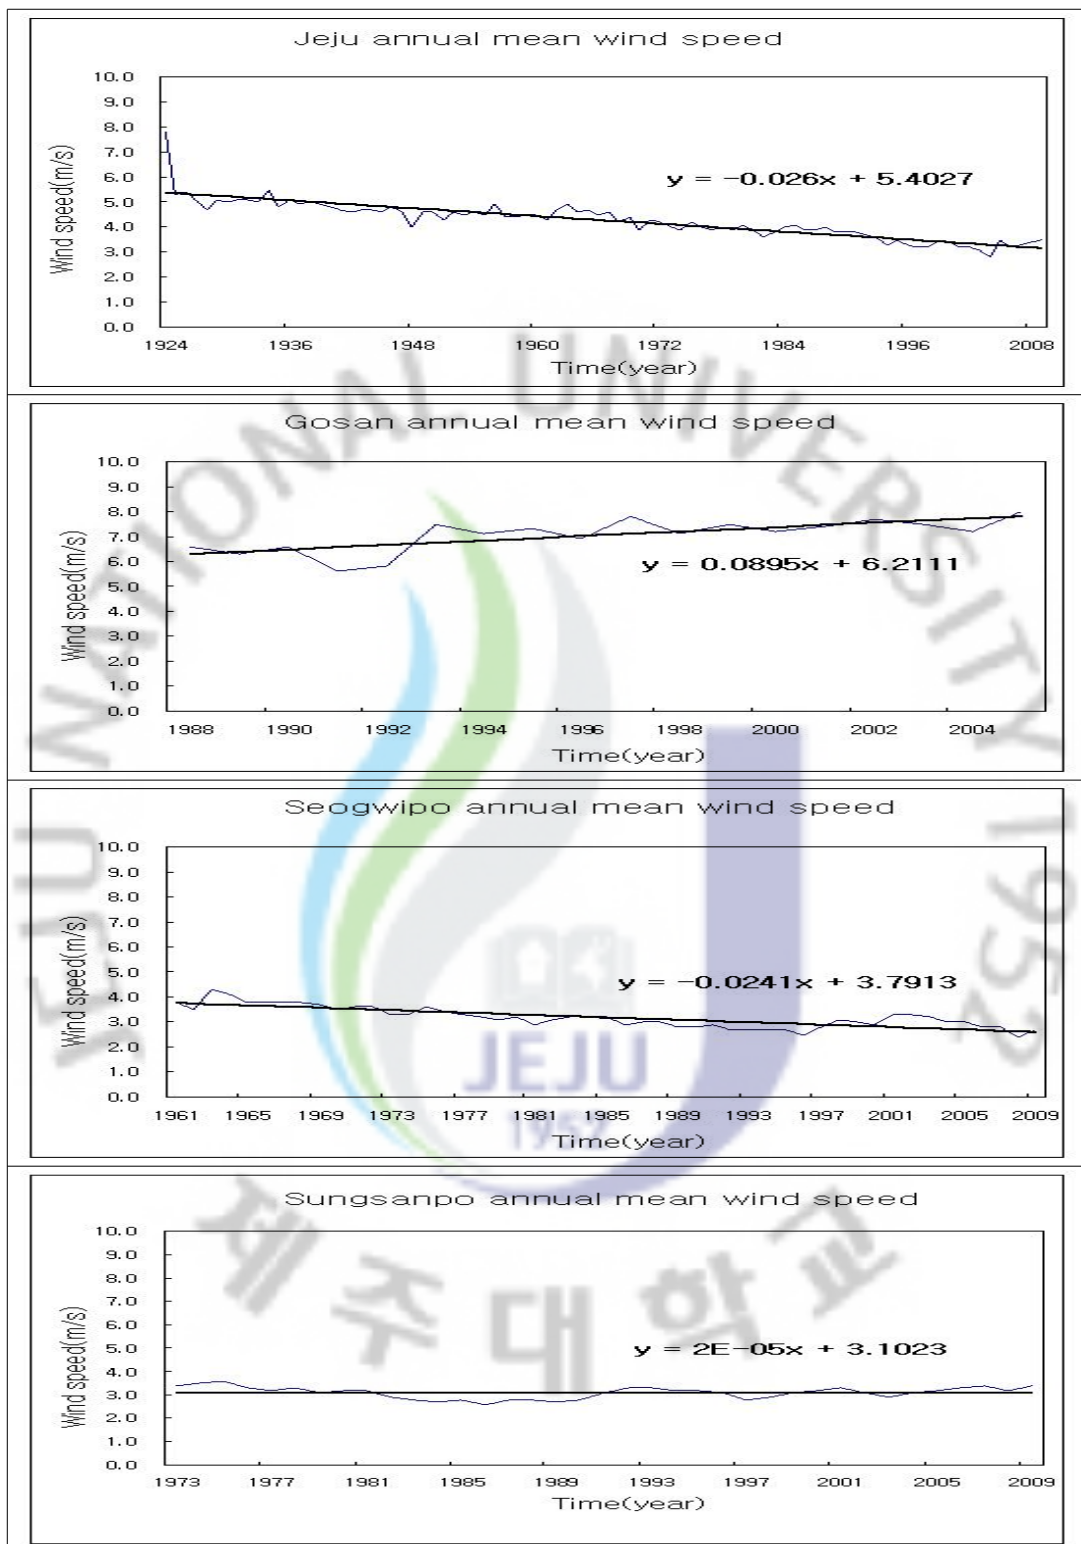 Jeju annual mean wind speed
10.0
9.0
8.0
7.0
6.0
5.0
4.0
3.0
2.0
1.0
0.0
Wind speed(m/s)
y = -0.026x + 5.4027
1924 1936 1948 1960 1972 1984 1996 2008
Time(year)
Gosan annual mean wind speed
10.0
9.0
8.0
7.0
6.0
5.0
4.0
3.0
2.0
1.0
0.0
Wind speed(m/s)
y = 0.0895x + 6.2111
1988 1990 1992 1994 1996 1998 2000 2002 2004
Time(year)
Seogwipo annual mean wind speed
10.0
9.0
8.0
7.0
6.0
5.0
4.0
3.0
2.0
1.0
0.0
Wind speed(m/s)
y = -0.0241x + 3.7913
1961 1965 1969 1973 1977 1981 1985 1989 1993 1997 2001 2005 2009
Time(year)
Sungsanpo annual mean wind speed
10.0
9.0
8.0
7.0
6.0
5.0
4.0
3.0
2.0
1.0
0.0
Wind speed(m/s)
y = 2E-05x + 3.1023
1973 1977 1981 1985 1989 1993 1997 2001 2005 2009
Time(year)
JEJU NATIONAL UNIVERSITY 1952
JEJU
1952
제주대학교